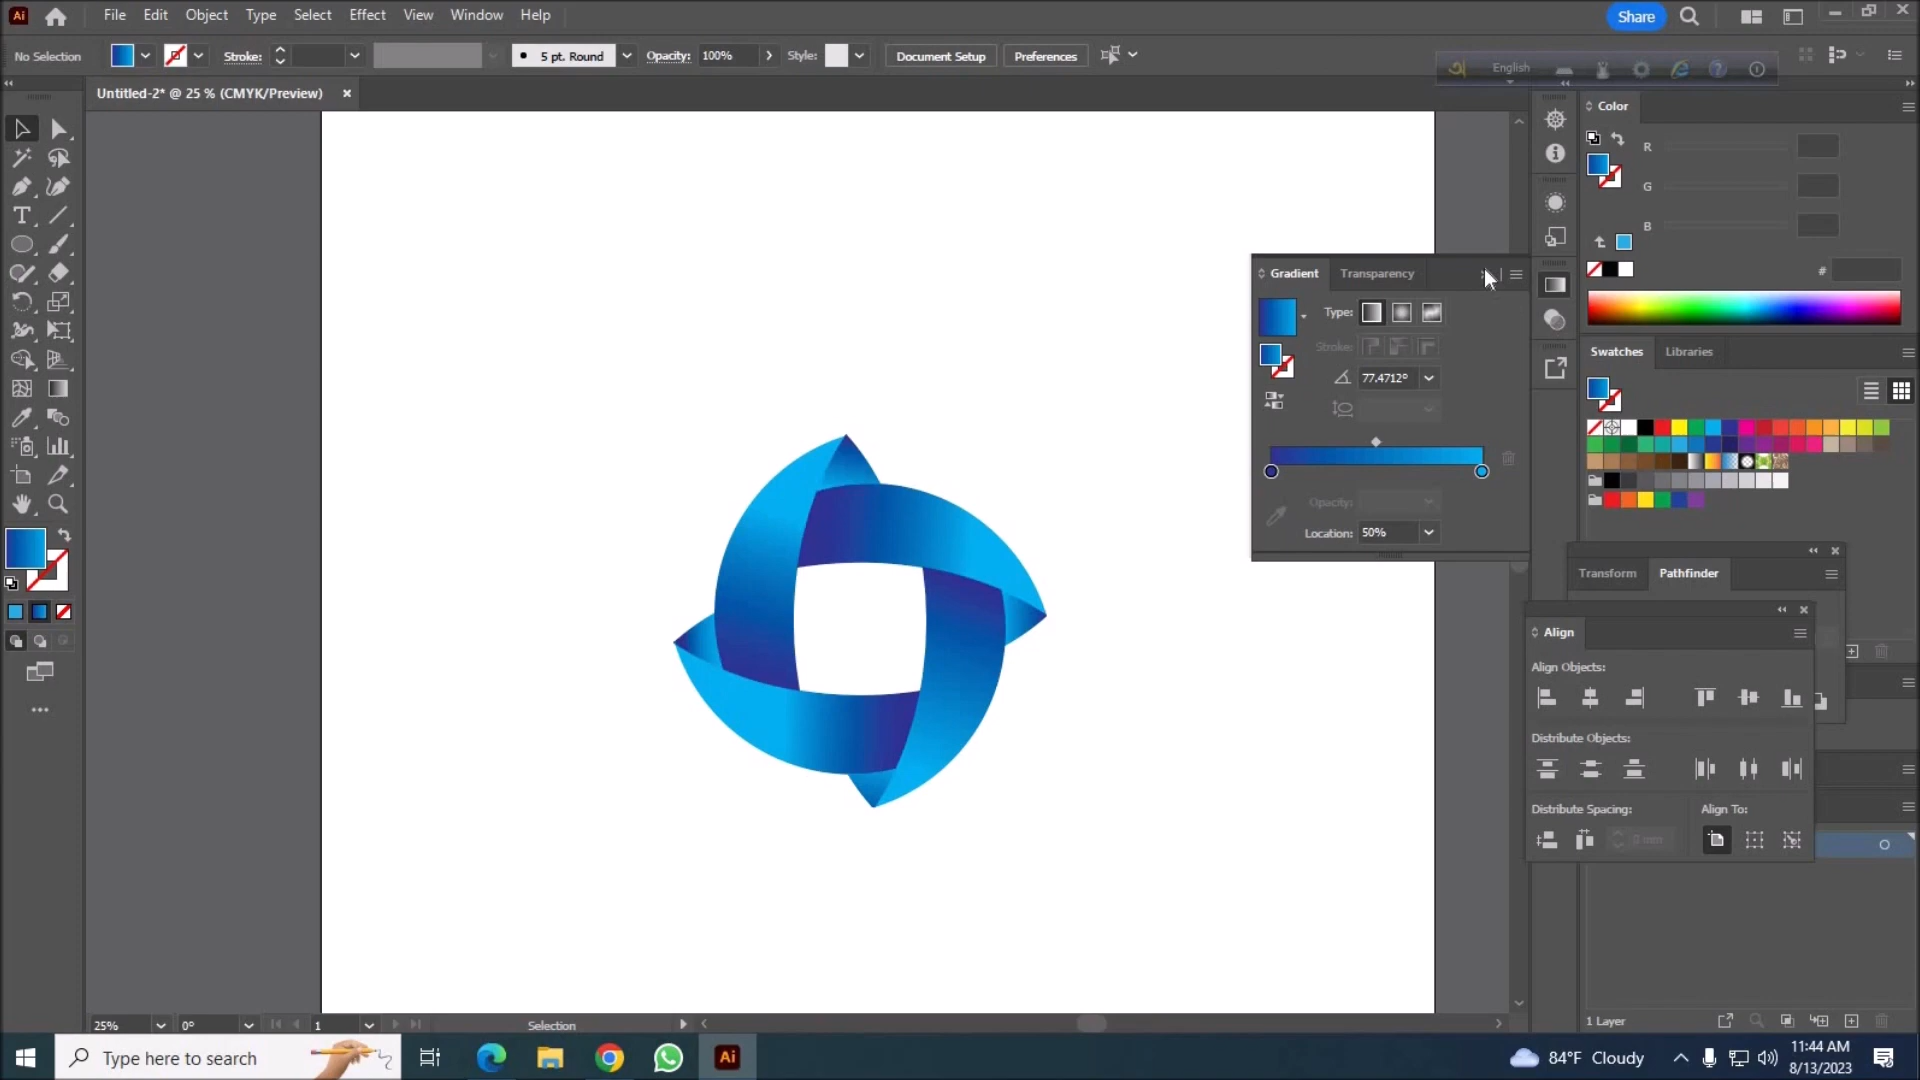 Ai File Edit Object Type Select Effect View Window Help Share
No Selection Stroke: 5 pt. Round Opacity: 100% Style: Document Setup Preferences English
Untitled-2* @ 25 % (CMYK/Preview)
Color
R
G
B
#
Gradient Transparency
Type:
Stroke:
77.4712°
Opacity:
Location: 50%
Swatches Libraries
Transform Pathfinder
Align
Align Objects:
Distribute Objects:
Distribute Spacing: Align To:
0 mm
1 Layer
25% 0° 1 Selection
Type here to search
Ai
84°F Cloudy
11:44 AM
8/13/2023